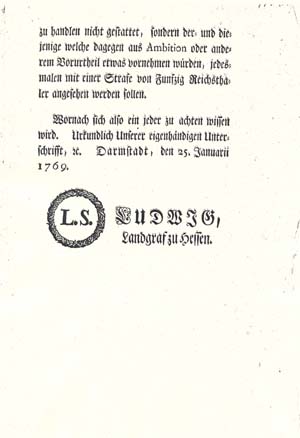 zu handlen nicht gestattet, sondern der- und die-
jenige welche dagegen aus Ambition oder ande-
rem Vorurtheil etwas vornehmen würden, jedes-
malen mit einer Strafe von Funfzig Reichstha-
ler angesehen werden sollen.
Wornach sich also ein jeder zu achten wissen
wird. Urkundlich Unserer eigenhändigen Unter-
schrifft, ꝛc. Darmstadt, den 25. Januarii
1769.
L. S.
LUDWIG,
Landgraf zu Hessen.